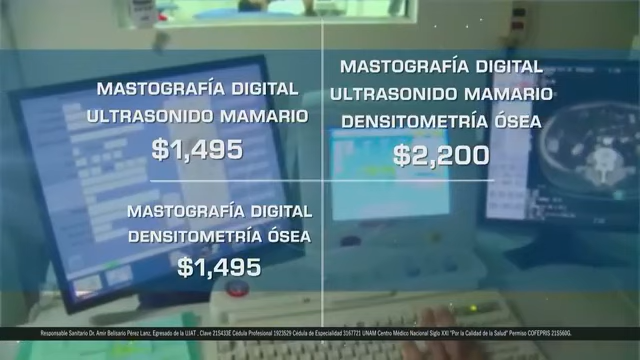 MASTOGRAFÍA DIGITAL
ULTRASONIDO MAMARIO
$1,495
MASTOGRAFÍA DIGITAL
ULTRASONIDO MAMARIO
DENSITOMETRÍA ÓSEA
$2,200
MASTOGRAFÍA DIGITAL
DENSITOMETRÍA ÓSEA
$1,495
Responsable Sanitario Dr. Amir Belisario Pérez Lanz, Egresado de la UJAT , Clave 21S433E Cédula Profesional 1923529 Cédula de Especialidad 3167721 UNAM Centro Médico Nacional Siglo XXI "Por la Calidad de la Salud" Permiso COFEPRIS 21S560G.